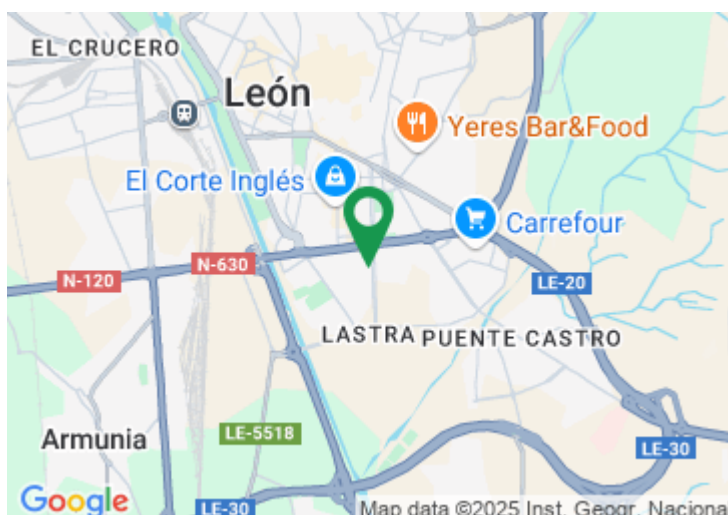 EL CRUCERO
León
Yeres Bar&Food
El Corte Inglés
Carrefour
N-630
N-120
LE-20
LASTRA
PUENTE CASTRO
Armunia
LE-5518
LE-30
LE-30
Google
Map data ©2025 Inst. Geogr. Naciona